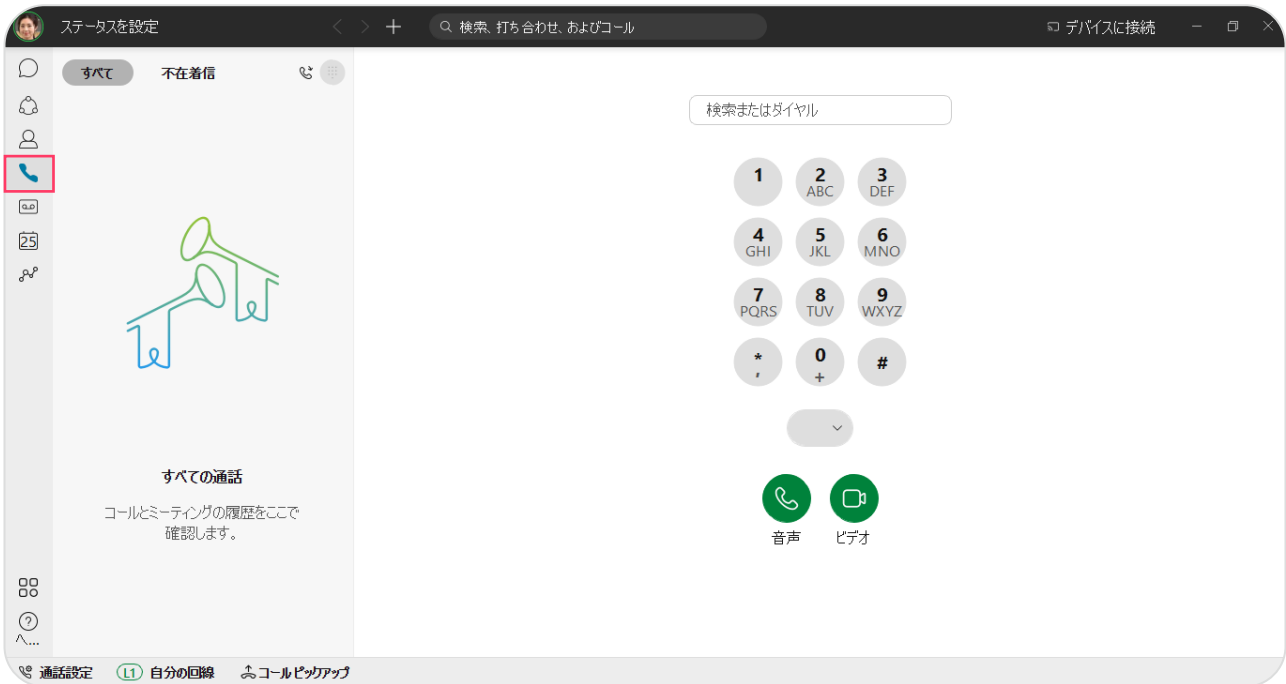 ステータスを設定
検索、打ち合わせ、およびコール
デバイスに接続
すべて 不在着信
25
すべての通話
コールとミーティングの履歴をここで
確認します。
検索またはダイヤル
1 2 3
ABC DEF
4 5 6
GHI JKL MNO
7 8 9
PQRS TUV WXYZ
* 0 #
, +
音声 ビデオ
?
ヘ...
通話設定 L1 自分の回線 コールピックアップ